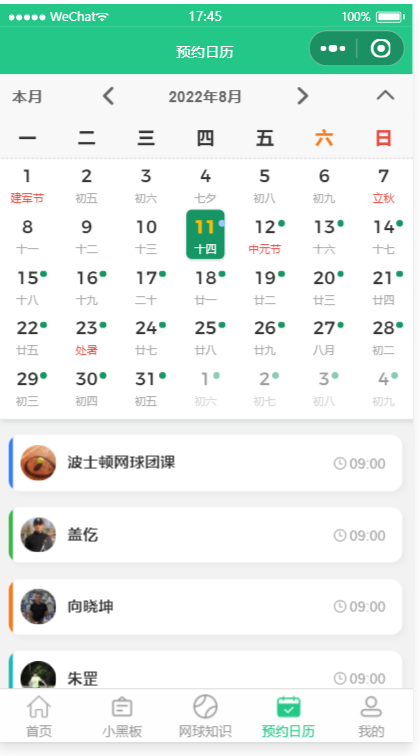 WeChat 17:45 100%
预约日历
本月 2022年8月
一 二 三 四 五 六 日
1 2 3 4 5 6 7
建军节 初五 初六 七夕 初八 初九 立秋
8 9 10 11 12 13 14
十一 十二 十三 十四 中元节 十六 十七
15 16 17 18 19 20 21
十八 十九 二十 廿一 廿二 廿三 廿四
22 23 24 25 26 27 28
廿五 处暑 廿七 廿八 廿九 八月 初二
29 30 31 1 2 3 4
初三 初四 初五 初六 初七 初八 初九
波士顿网球团课 09:00
盖仡 09:00
向晓坤 09:00
朱罡 09:00
首页 小黑板 网球知识 预约日历 我的